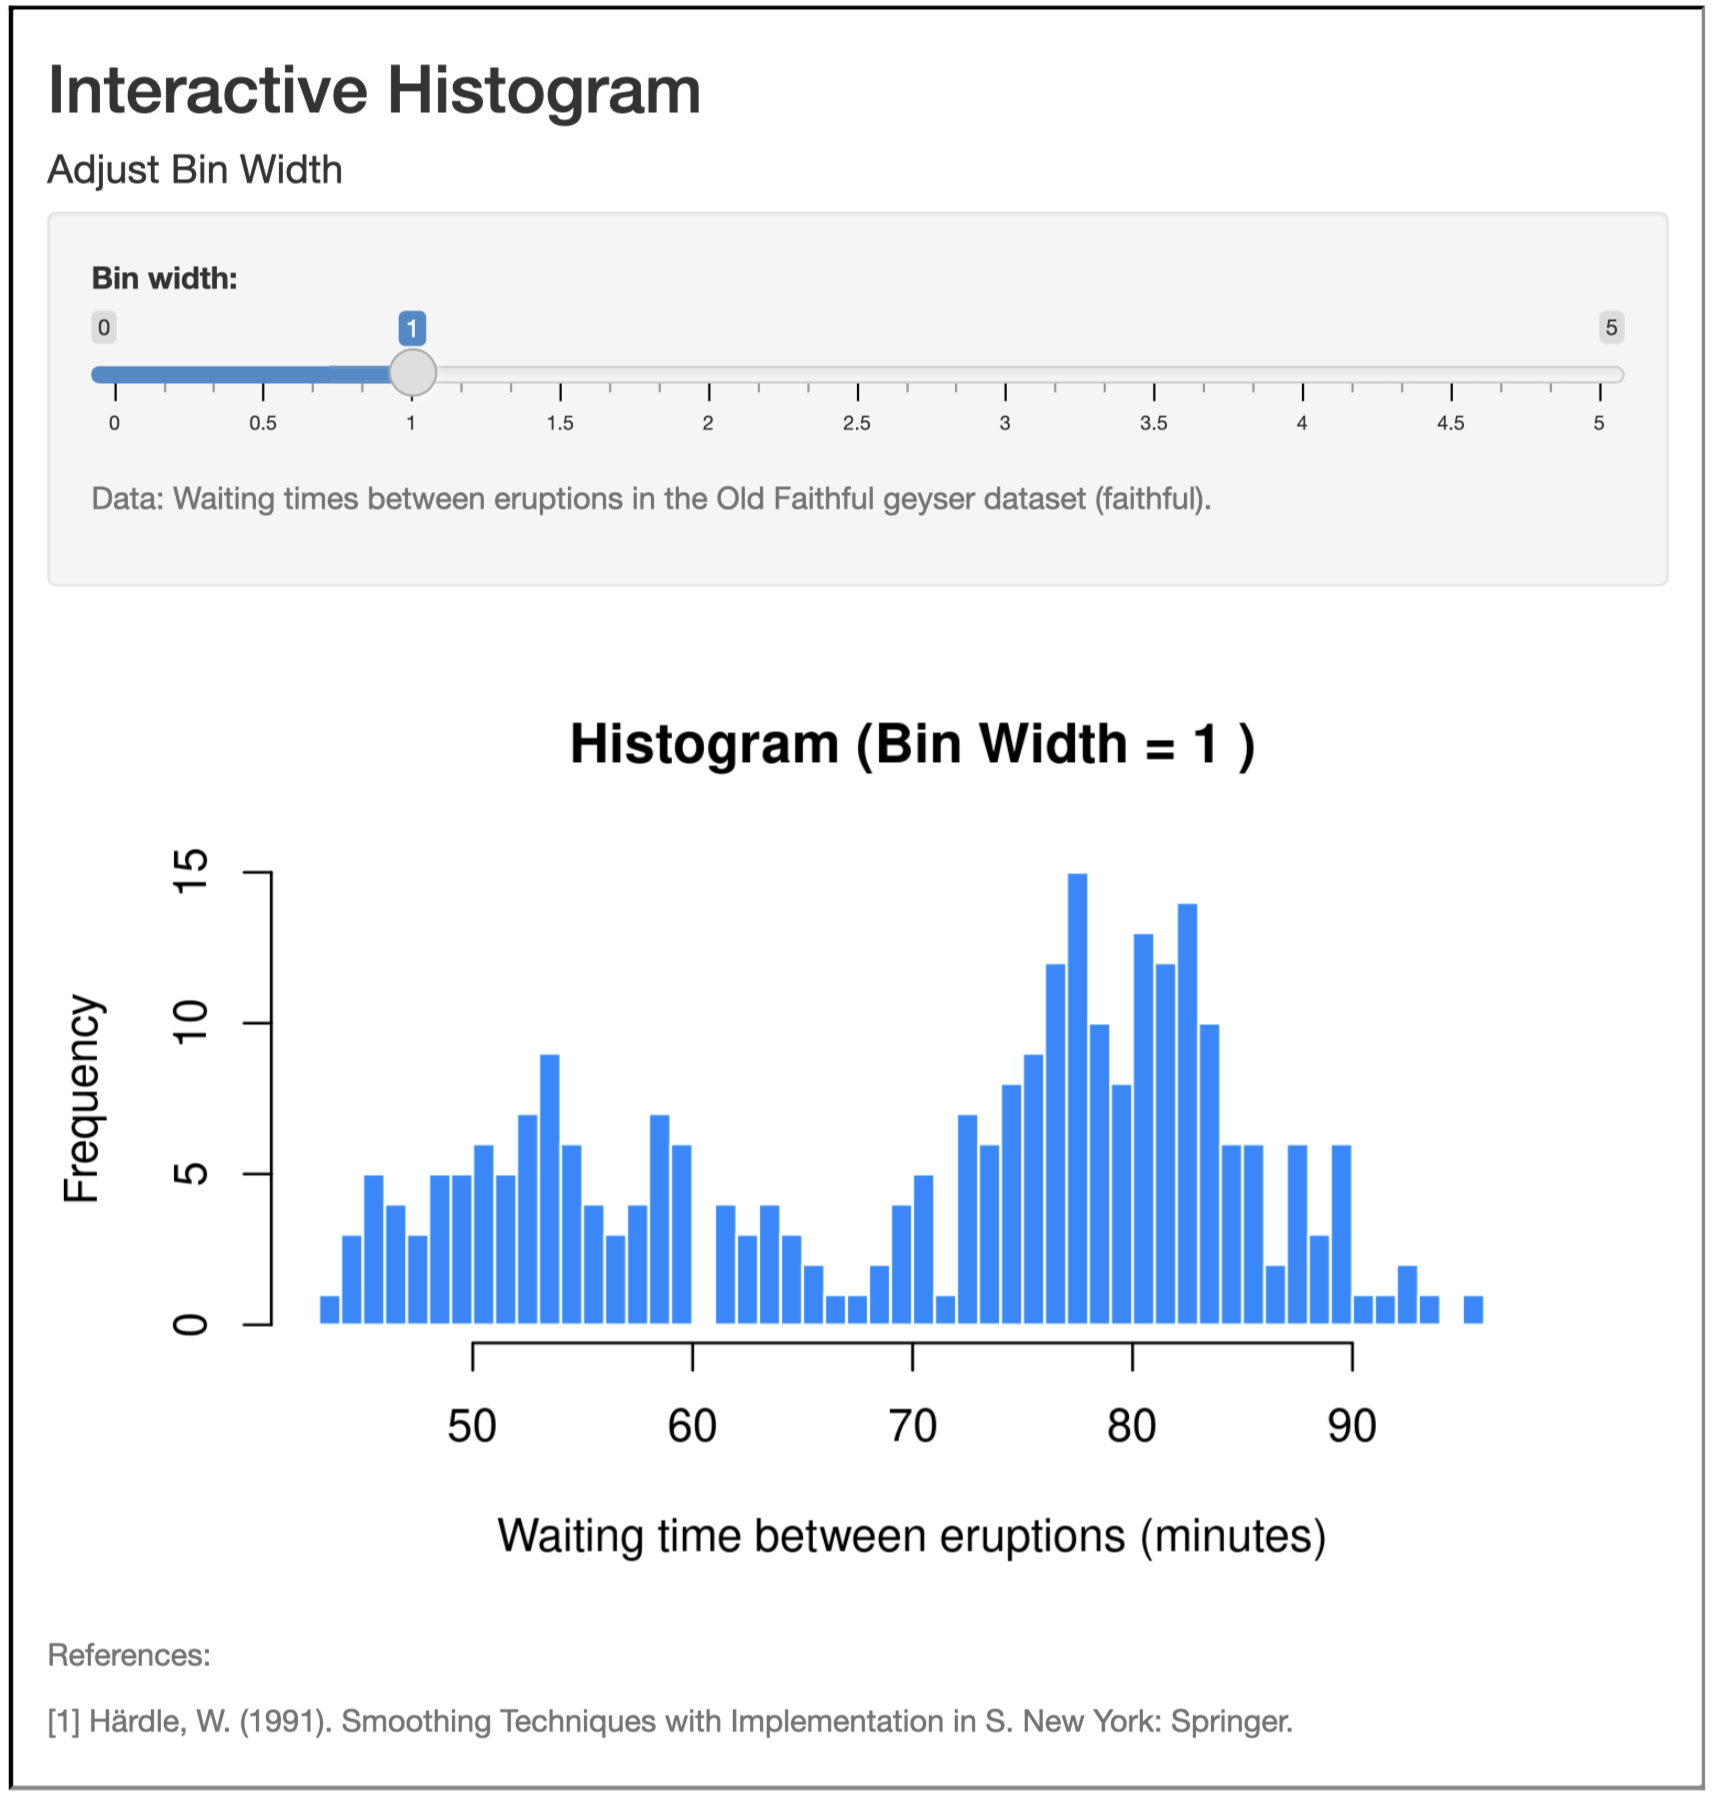 Interactive Histogram
Adjust Bin Width
Bin width:
0 1 5
0 0.5 1 1.5 2 2.5 3 3.5 4 4.5 5
Data: Waiting times between eruptions in the Old Faithful geyser dataset (faithful).
Histogram (Bin Width = 1 )
15
10
5
0
Frequency
50 60 70 80 90
Waiting time between eruptions (minutes)
References:
[1] Härdle, W. (1991). Smoothing Techniques with Implementation in S. New York: Springer.